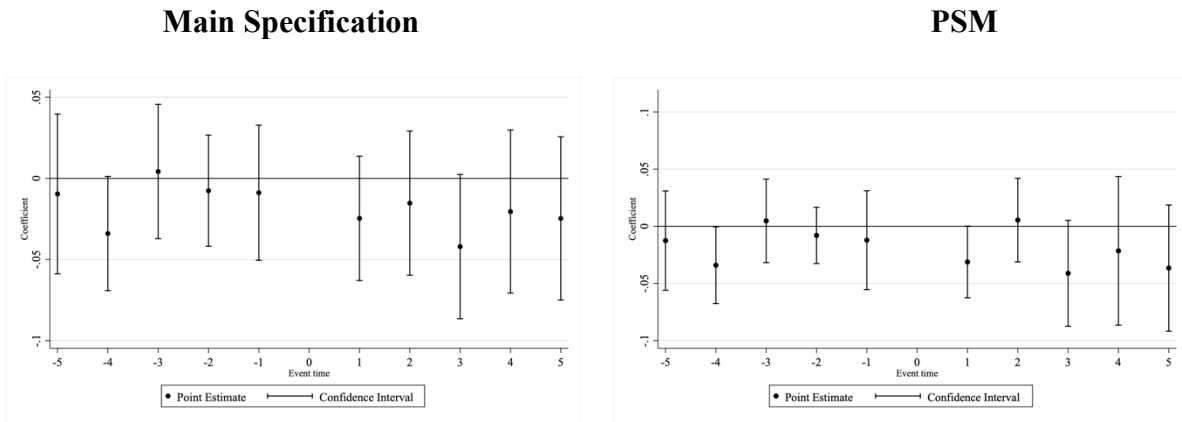 Main Specification
PSM
.05
0
-.05
-.1
Coefficient
-5 -4 -3 -2 -1 0 1 2 3 4 5
Event time
Point Estimate Confidence Interval
.1
.05
0
-.05
-.1
Coefficient
-5 -4 -3 -2 -1 0 1 2 3 4 5
Event time
Point Estimate Confidence Interval